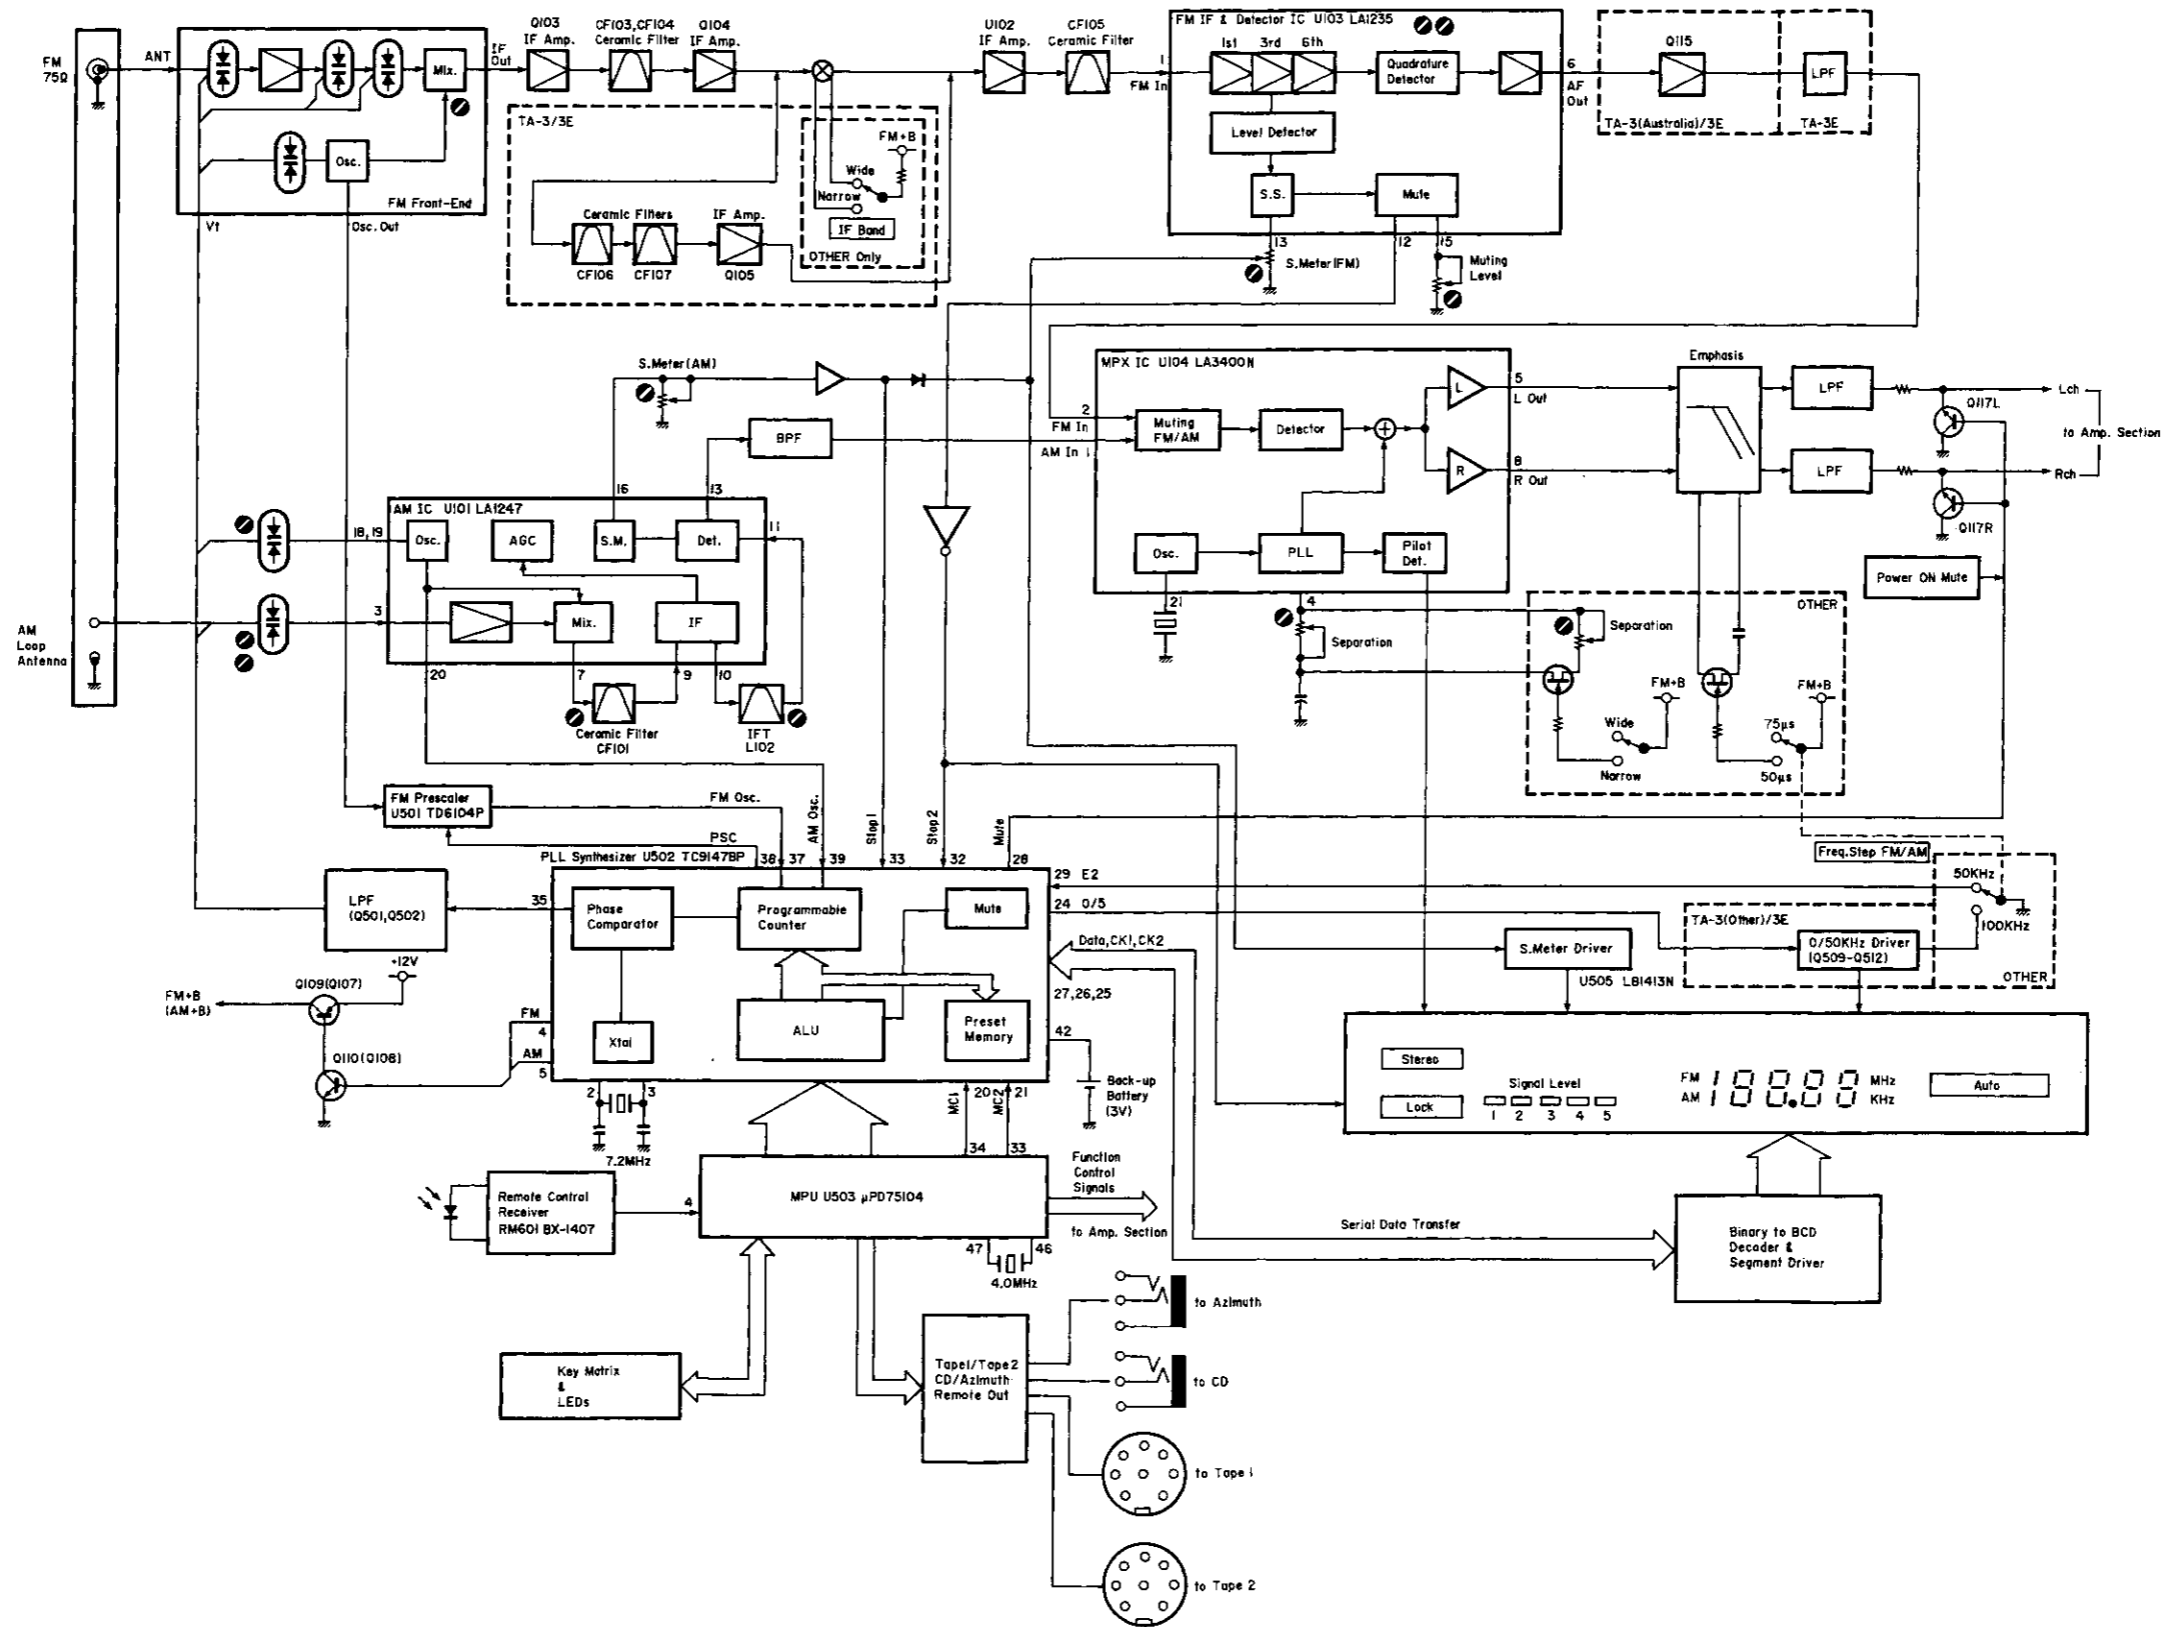 FM
75Ω
ANT
Mix.
Osc.
FM Front-End
Vt
Osc. Out
IF
Out
Q103
IF Amp.
CF103,CF104
Ceramic Filter
Q104
IF Amp.
U102
IF Amp.
CF105
Ceramic Filter
TA-3/3E
FM+B
Wide
Narrow
IF Band
OTHER Only
Ceramic Filters
IF Amp.
CF106
CF107
Q105
FM IF & Detector IC U103 LA1235
1
FM In
1st
3rd
6th
Quadrature
Detector
Level Detector
S.S.
Mute
6
AF
Out
13
12
15
S.Meter(FM)
Muting
Level
Q115
LPF
TA-3(Australia)/3E
TA-3E
S.Meter(AM)
BPF
MPX IC U104 LA3400N
2
FM In
AM In 1
Muting
FM/AM
Detector
L
R
5
L Out
8
R Out
Osc.
PLL
Pilot
Det.
21
4
Separation
Emphasis
LPF
LPF
Lch
Q117L
to Amp. Section
Rch
Q117R
Power ON Mute
OTHER
Separation
FM+B
FM+B
Wide
Narrow
75µs
50µs
AM
Loop
Antenna
16
13
11
AM IC U101 LA1247
18,19
Osc.
AGC
S.M.
Det.
3
Mix.
IF
20
7
9
10
Ceramic Filter
CF101
IFT
L102
FM Prescaler
U501 TD6104P
FM Osc.
AM Osc.
Stop1
Stop2
Mute
PSC
PLL Synthesizer U502 TC9147BP
38
37
39
33
32
28
Freq.Step FM/AM
LPF
(Q501,Q502)
35
Phase
Comparator
Programmable
Counter
Mute
29 E2
24 0/5
Data,CK1,CK2
27,26,25
50KHz
100KHz
OTHER
TA-3(Other)/3E
0/50KHz Driver
(Q509-Q512)
S.Meter Driver
U505 LB1413N
+12V
Q109(Q107)
FM+B
(AM+B)
Q110(Q108)
FM
4
AM
5
Xtal
ALU
Preset
Memory
42
Back-up
Battery
(3V)
2
3
7.2MHz
MC1
20
MC2
21
34
33
Stereo
Lock
Signal Level
1 2 3 4 5
FM
AM
188.88
MHz
KHz
Auto
Remote Control
Receiver
RM601 BX-1407
4
MPU U503 µPD75104
Function
Control
Signals
to Amp. Section
47
46
4.0MHz
Serial Data Transfer
Binary to BCD
Decoder &
Segment Driver
Key Matrix
&
LEDs
Tape1/Tape2
CD/Azimuth
Remote Out
to Azimuth
to CD
to Tape 1
to Tape 2